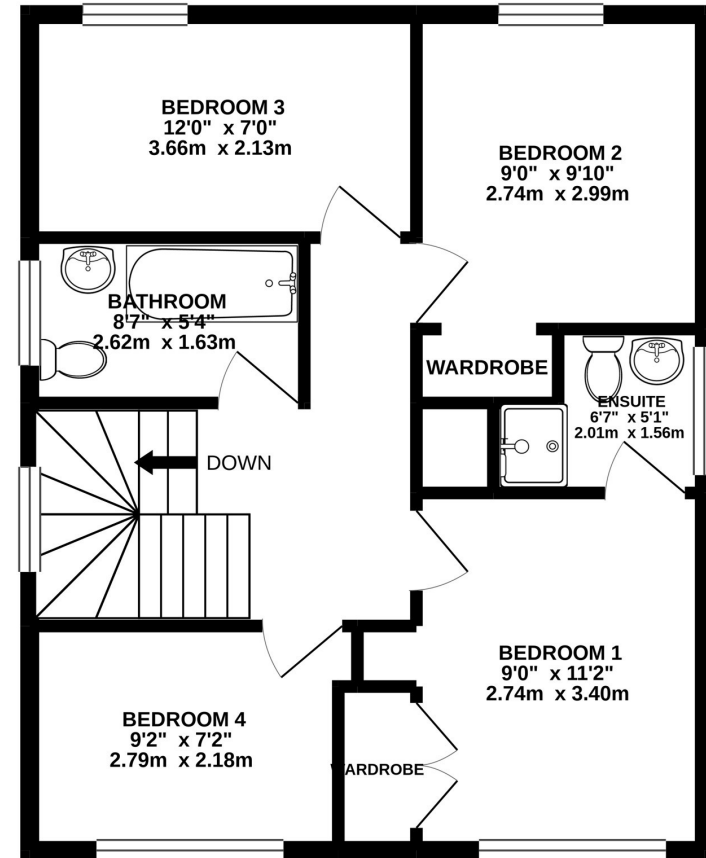 BEDROOM 3
12'0" x 7'0"
3.66m x 2.13m
BEDROOM 2
9'0" x 9'10"
2.74m x 2.99m
BATHROOM
8'7" x 5'4"
2.62m x 1.63m
WARDROBE
ENSUITE
6'7" x 5'1"
2.01m x 1.56m
DOWN
BEDROOM 1
9'0" x 11'2"
2.74m x 3.40m
BEDROOM 4
9'2" x 7'2"
2.79m x 2.18m
WARDROBE